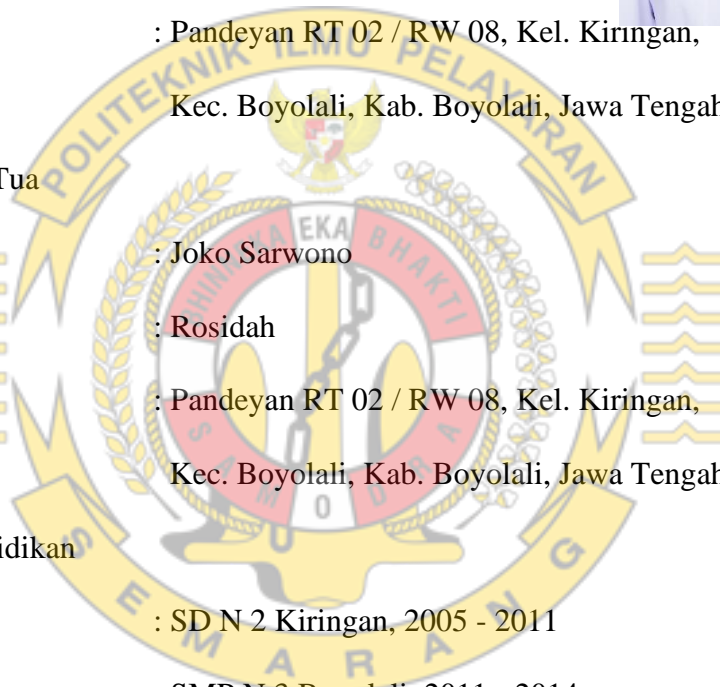 : Pandeyan RT 02 / RW 08, Kel. Kiringan,
Kec. Boyolali, Kab. Boyolali, Jawa Tengah
Tua
: Joko Sarwono
: Rosidah
: Pandeyan RT 02 / RW 08, Kel. Kiringan,
Kec. Boyolali, Kab. Boyolali, Jawa Tengah
idikan
: SD N 2 Kiringan, 2005 - 2011
POLITEKNIK ILMU PELAYARAN
BHINNEKA EKA BHAKTI
SAMODRA
SEMARANG